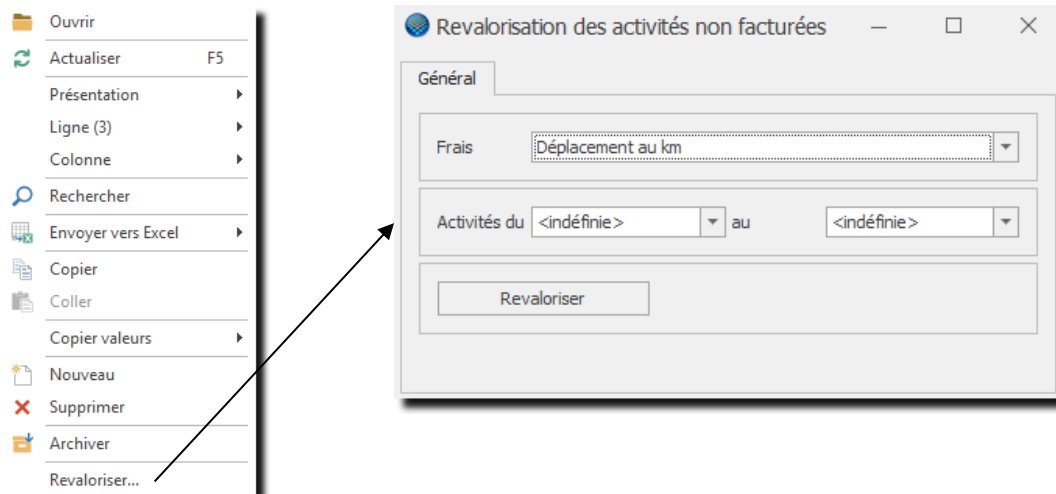 Ouvrir
Actualiser F5
Présentation
Ligne (3)
Colonne
Rechercher
Envoyer vers Excel
Copier
Coller
Copier valeurs
Nouveau
Supprimer
Archiver
Revaloriser...
Revalorisation des activités non facturées
Général
Frais Déplacement au km
Activités du <indéfinie> au <indéfinie>
Revaloriser